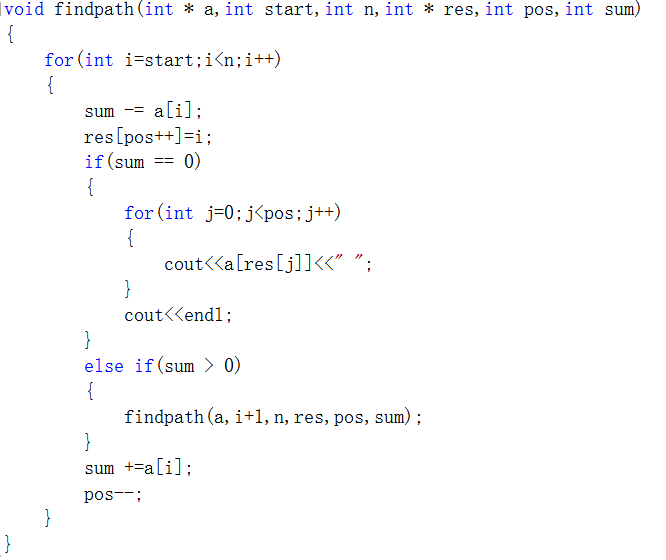 void findpath(int * a,int start,int n,int * res,int pos,int sum)
{
    for(int i=start;i<n;i++)
    {
        sum -= a[i];
        res[pos++]=i;
        if(sum == 0)
        {
            for(int j=0;j<pos;j++)
            {
                cout<<a[res[j]]<<" ";
            }
            cout<<endl;
        }
        else if(sum > 0)
        {
            findpath(a,i+1,n,res,pos,sum);
        }
        sum +=a[i];
        pos--;
    }
}